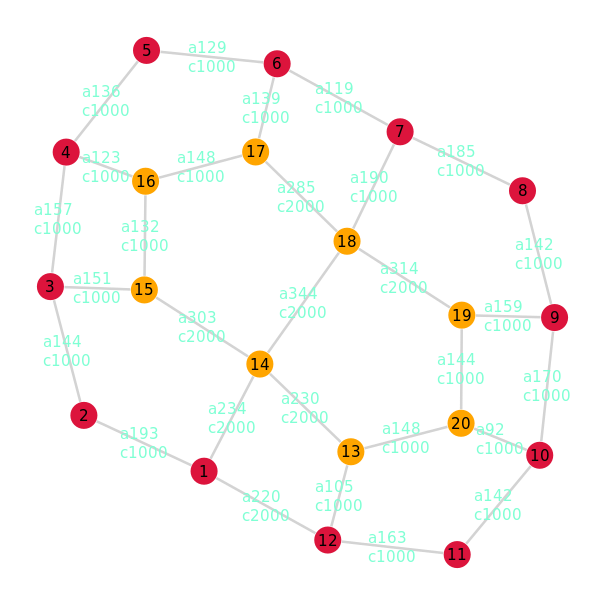 5
a129
c1000
6
a136
c1000
a139
c1000
a119
c1000
7
4
a123
c1000
16
a148
c1000
17
a185
c1000
8
a285
c2000
a190
c1000
a157
c1000
a132
c1000
18
a142
c1000
3
a151
c1000
15
a303
c2000
a344
c2000
a314
c2000
19
a159
c1000
9
a144
c1000
14
a144
c1000
a170
c1000
2
a193
c1000
a234
c2000
a230
c2000
13
a148
c1000
20
a92
c1000
10
1
a220
c2000
a105
c1000
a142
c1000
12
a163
c1000
11